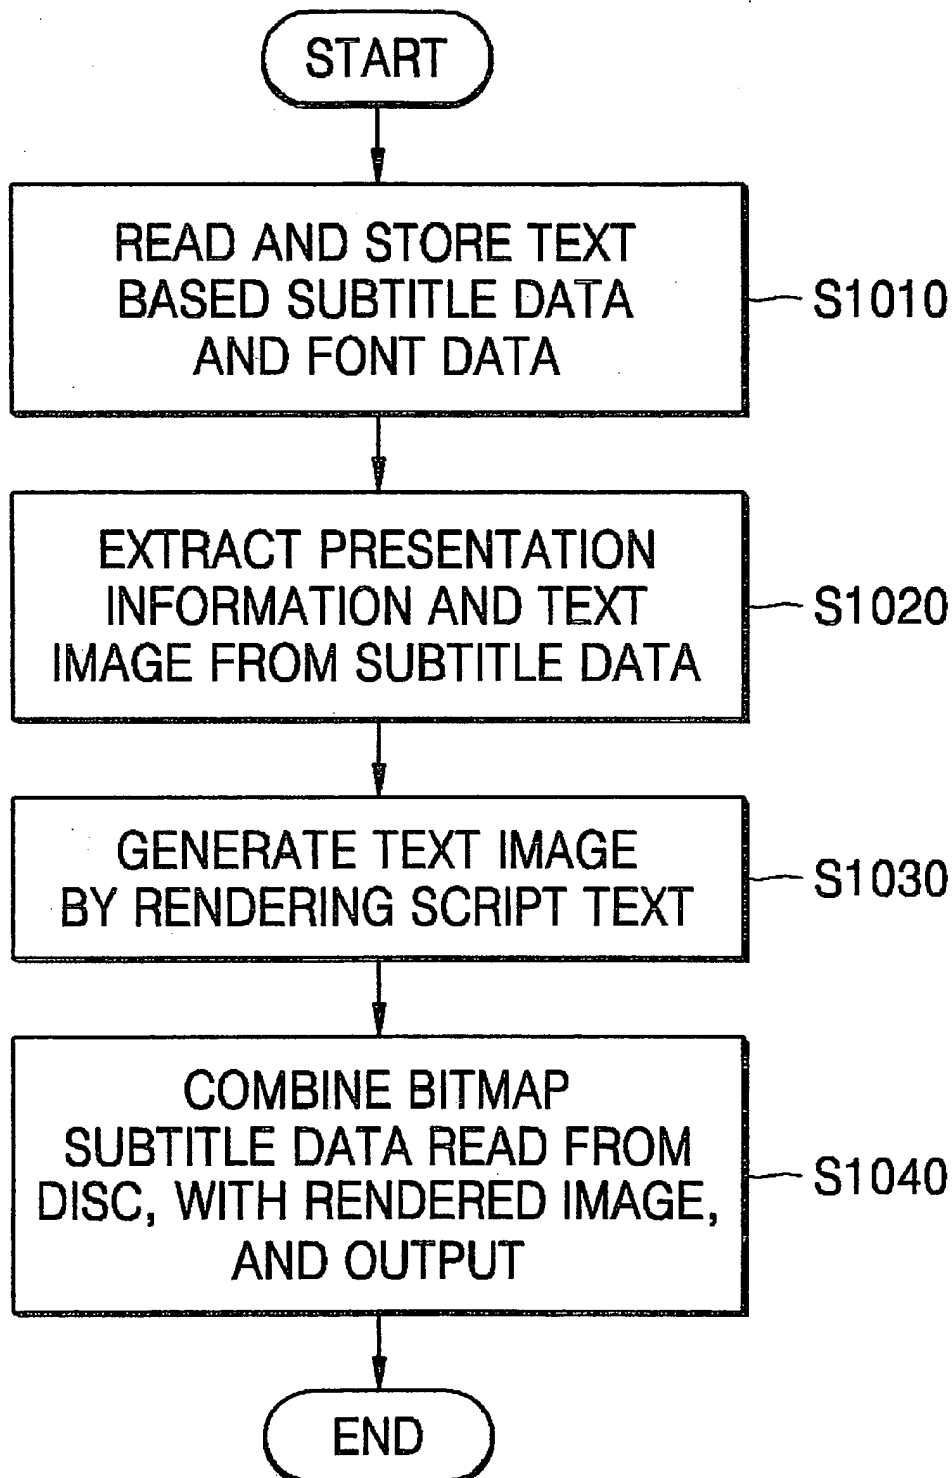 START
READ AND STORE TEXT
BASED SUBTITLE DATA
AND FONT DATA
S1010
EXTRACT PRESENTATION
INFORMATION AND TEXT
IMAGE FROM SUBTITLE DATA
S1020
GENERATE TEXT IMAGE
BY RENDERING SCRIPT TEXT
S1030
COMBINE BITMAP
SUBTITLE DATA READ FROM
DISC, WITH RENDERED IMAGE,
AND OUTPUT
S1040
END